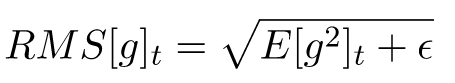 RMS[g]_t = \sqrt{E[g^2]_t + \epsilon}